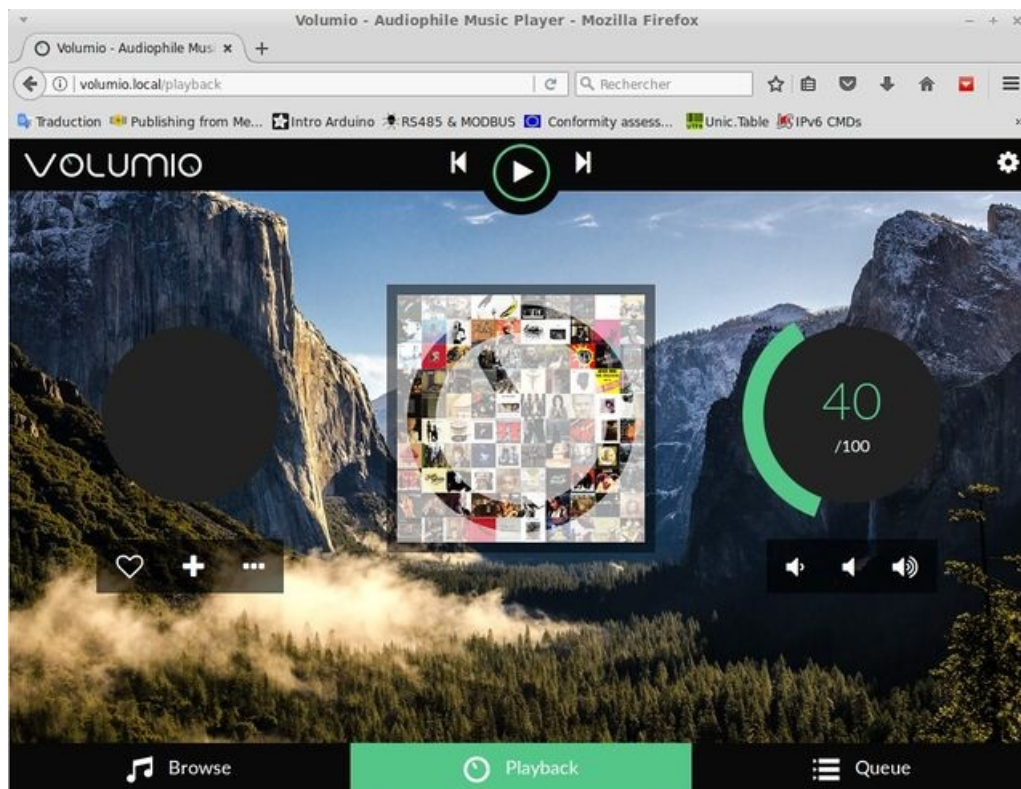 Volumio - Audiophile Music Player - Mozilla Firefox
Volumio - Audiophile Mus
volumio.local/playback
Rechercher
Traduction Publishing from Me... Intro Arduino RS485 & MODBUS Conformity assess... Unic.Table IPv6 CMDs
VOLUMIO
40
/100
Browse Playback Queue